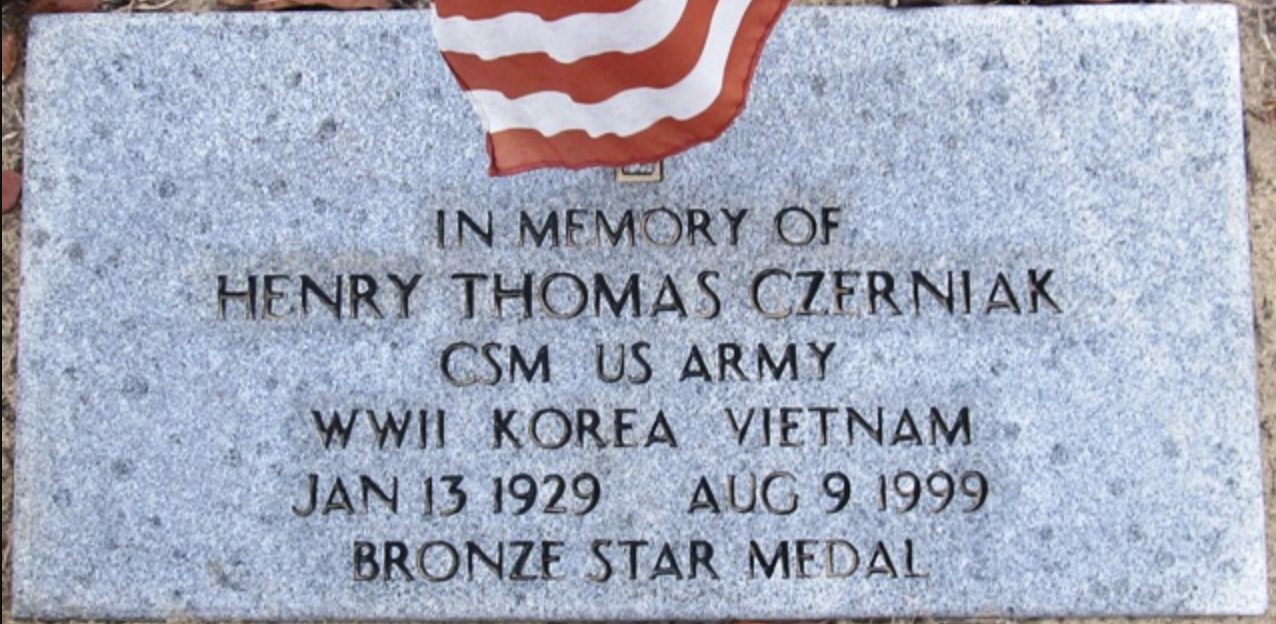 IN MEMORY OF
HENRY THOMAS CZERNIAK
CSM US ARMY
WWII KOREA VIETNAM
JAN 13 1929 AUG 9 1999
BRONZE STAR MEDAL